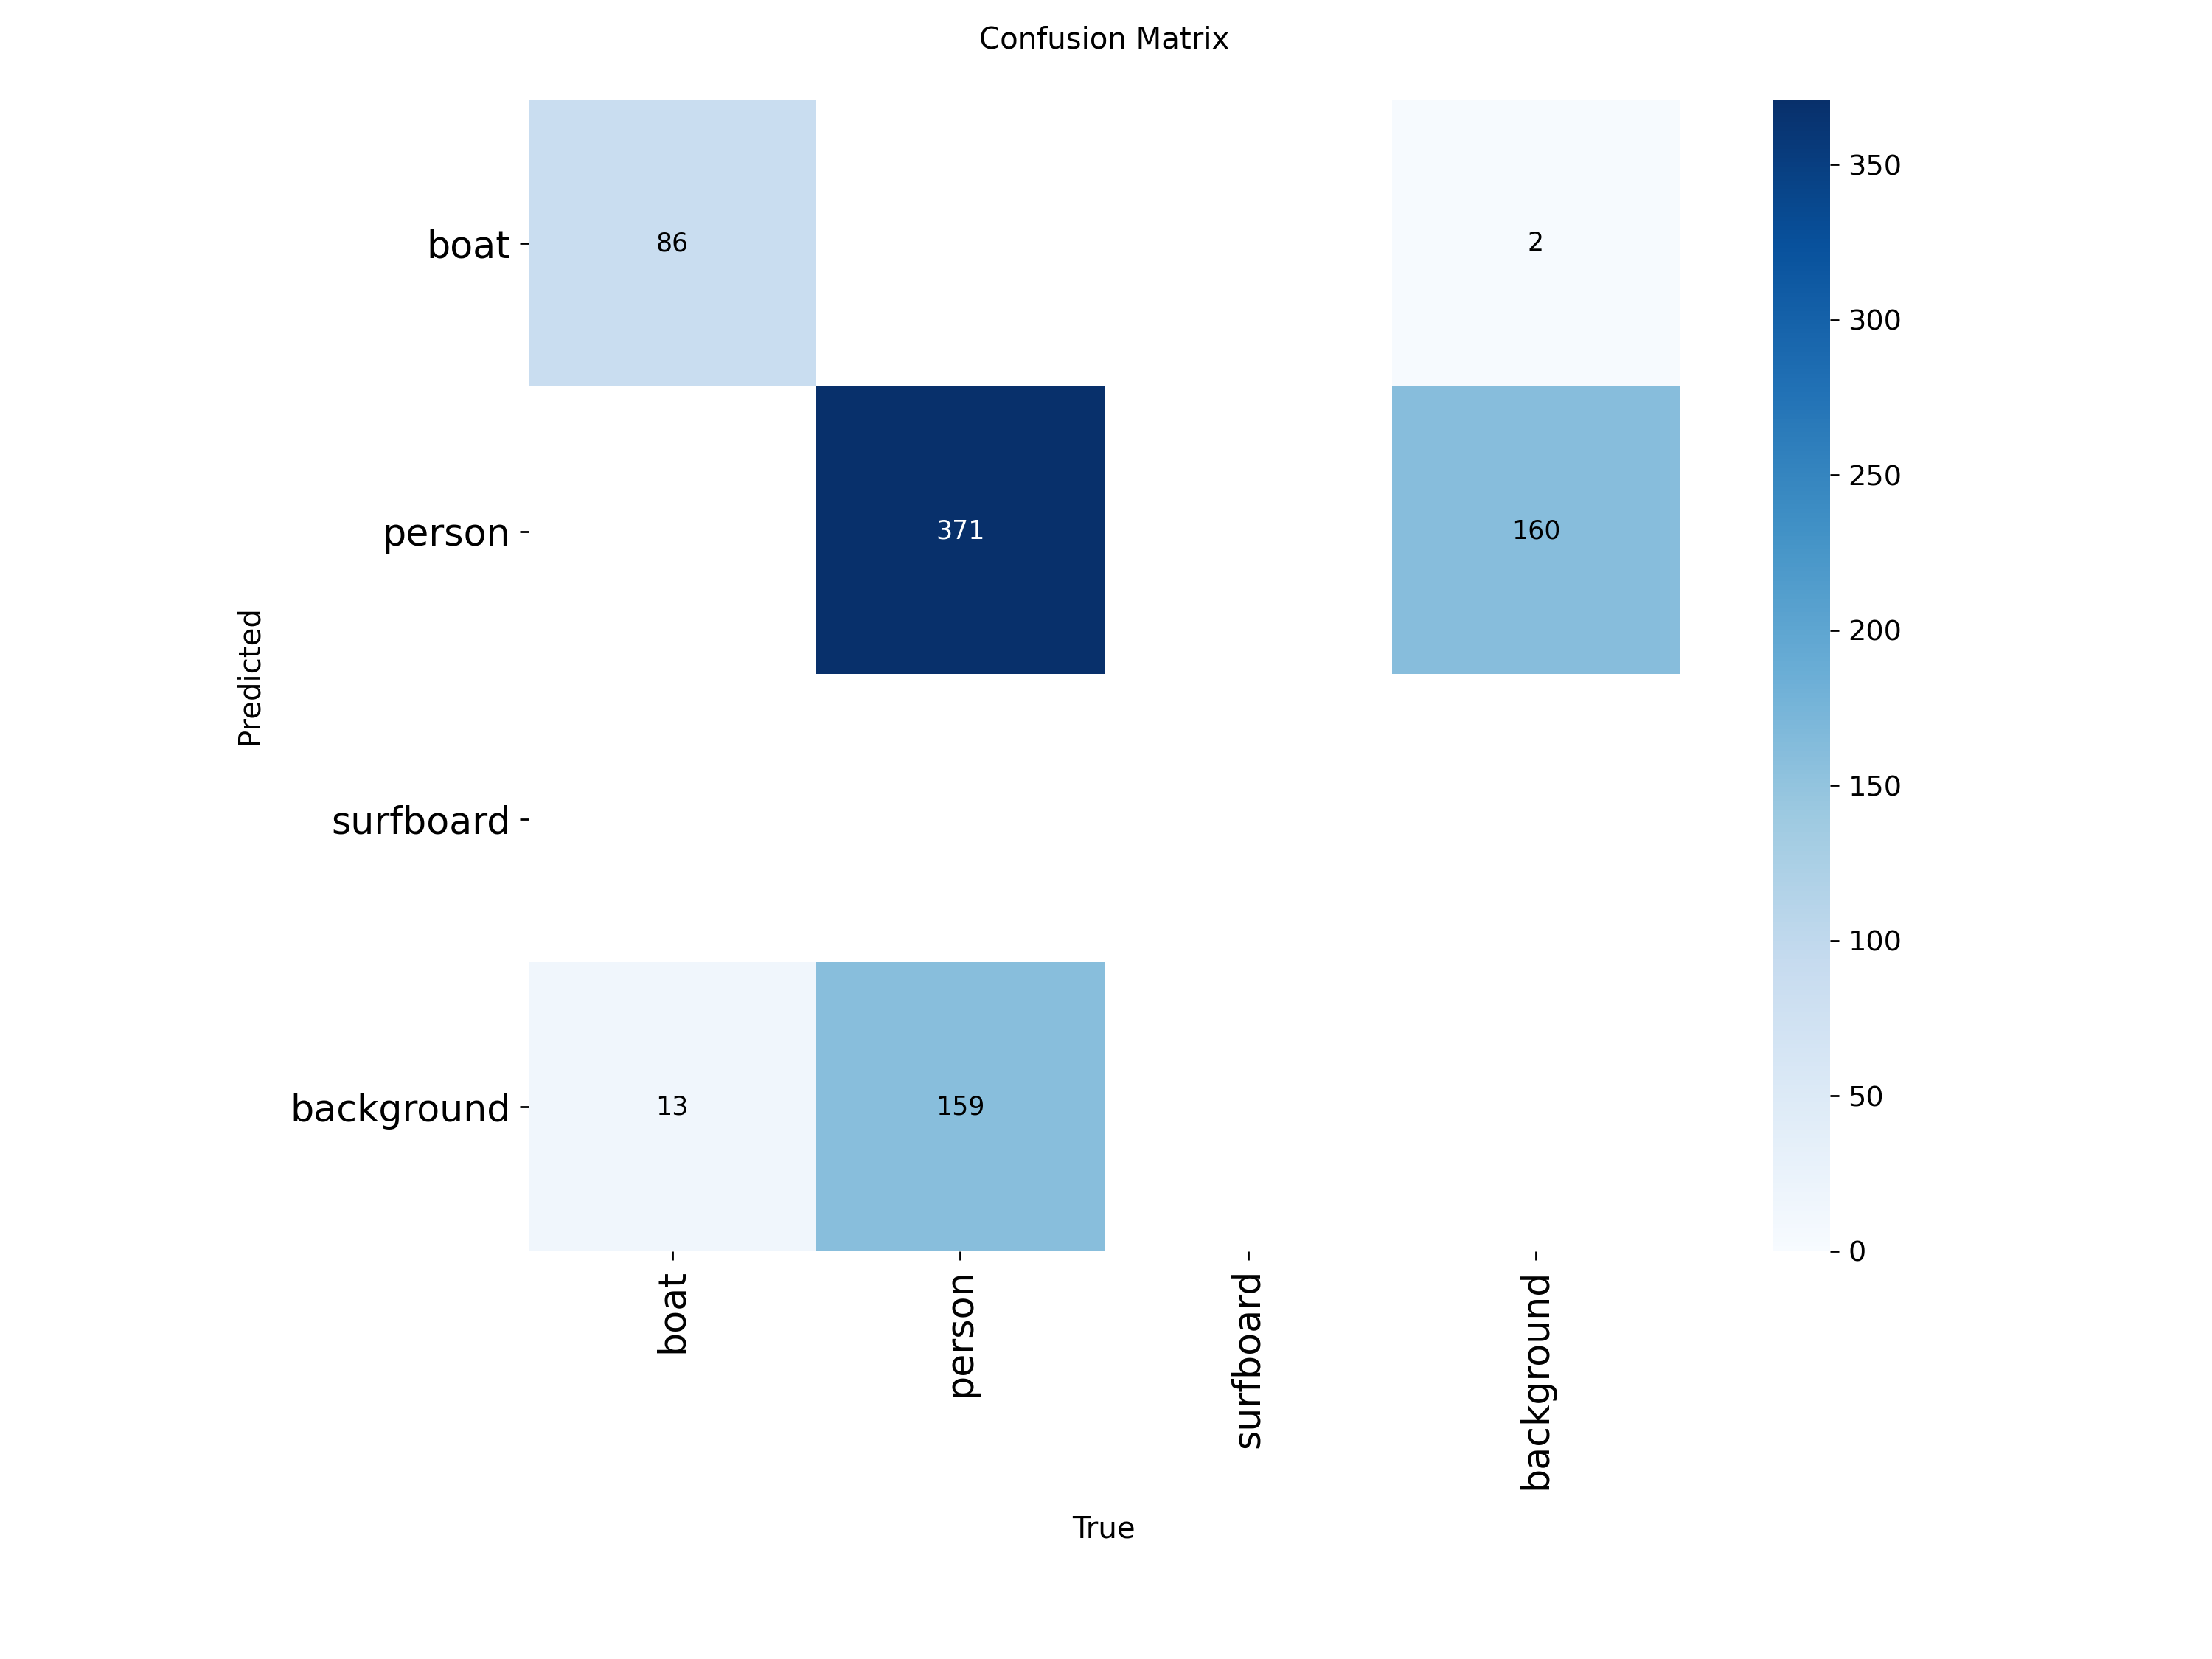 Confusion Matrix
boat
86
2
person
371
160
Predicted
surfboard
background
13
159
boat
person
surfboard
background
True
350
300
250
200
150
100
50
0